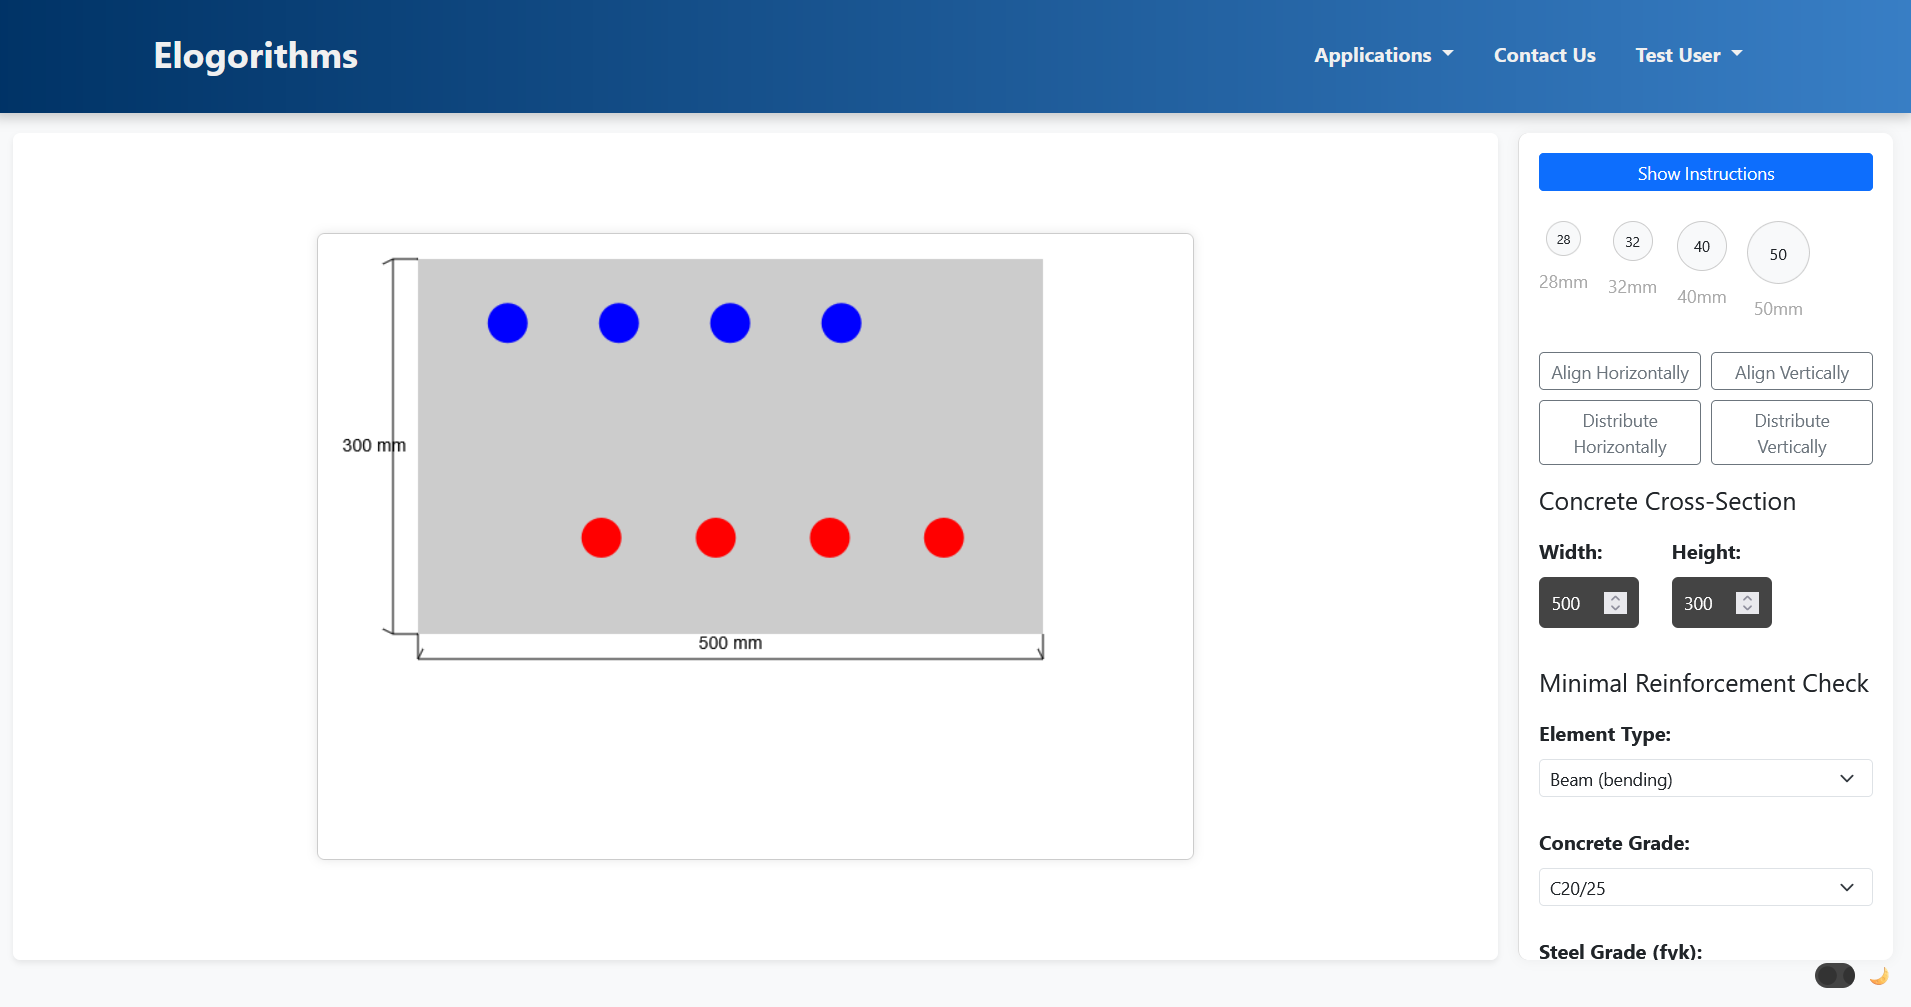 Elogorithms
Applications
Contact Us
Test User
Show Instructions
28
32
40
50
28mm
32mm
40mm
50mm
Align Horizontally
Align Vertically
Distribute
Horizontally
Distribute
Vertically
300 mm
500 mm
Concrete Cross-Section
Width:
Height:
500
300
Minimal Reinforcement Check
Element Type:
Beam (bending)
Concrete Grade:
C20/25
Steel Grade (fyk):